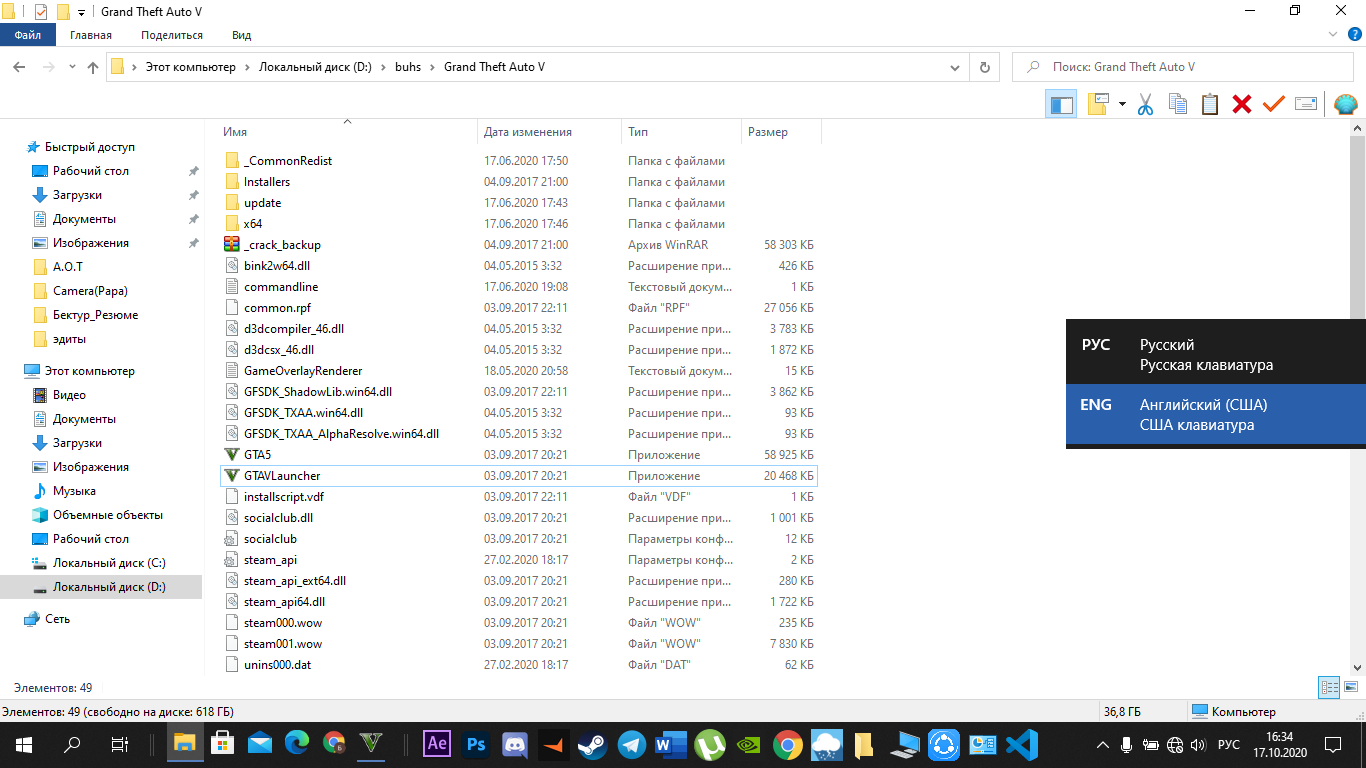 Grand Theft Auto V
Файл Главная Поделиться Вид
Этот компьютер Локальный диск (D:) buhs Grand Theft Auto V Поиск: Grand Theft Auto V
Имя Дата изменения Тип Размер
Быстрый доступ
Рабочий стол
Загрузки
Документы
Изображения
A.O.T
Camera(Papa)
Бектур_Резюме
эдиты
Этот компьютер
Видео
Документы
Загрузки
Изображения
Музыка
Объемные объекты
Рабочий стол
Локальный диск (C:)
Локальный диск (D:)
Сеть
_CommonRedist 17.06.2020 17:50 Папка с файлами
Installers 04.09.2017 21:00 Папка с файлами
update 17.06.2020 17:43 Папка с файлами
x64 17.06.2020 17:46 Папка с файлами
_crack_backup 04.09.2017 21:00 Архив WinRAR 58 303 КБ
bink2w64.dll 04.05.2015 3:32 Расширение при... 426 КБ
commandline 17.06.2020 19:08 Текстовый докум... 1 КБ
common.rpf 03.09.2017 22:11 Файл "RPF" 27 056 КБ
d3dcompiler_46.dll 04.05.2015 3:32 Расширение при... 3 783 КБ
d3dcsx_46.dll 04.05.2015 3:32 Расширение при... 1 872 КБ
GameOverlayRenderer 18.05.2020 20:58 Текстовый докум... 15 КБ
GFSDK_ShadowLib.win64.dll 03.09.2017 22:11 Расширение при... 3 862 КБ
GFSDK_TXAA.win64.dll 04.05.2015 3:32 Расширение при... 93 КБ
GFSDK_TXAA_AlphaResolve.win64.dll 04.05.2015 3:32 Расширение при... 93 КБ
GTA5 03.09.2017 20:21 Приложение 58 925 КБ
GTAVLauncher 03.09.2017 20:21 Приложение 20 468 КБ
installscript.vdf 03.09.2017 22:11 Файл "VDF" 1 КБ
socialclub.dll 03.09.2017 20:21 Расширение при... 1 001 КБ
socialclub 03.09.2017 20:21 Параметры конф... 12 КБ
steam_api 27.02.2020 18:17 Параметры конф... 2 КБ
steam_api_ext64.dll 03.09.2017 20:21 Расширение при... 280 КБ
steam_api64.dll 03.09.2017 20:21 Расширение при... 1 722 КБ
steam000.wow 03.09.2017 20:21 Файл "WOW" 235 КБ
steam001.wow 03.09.2017 20:21 Файл "WOW" 7 830 КБ
unins000.dat 27.02.2020 18:17 Файл "DAT" 62 КБ
РУС Русский
Русская клавиатура
ENG Английский (США)
США клавиатура
Элементов: 49
Элементов: 49 (свободно на диске: 618 ГБ) 36,8 ГБ Компьютер
Ae Ps РУС 16:34
17.10.2020